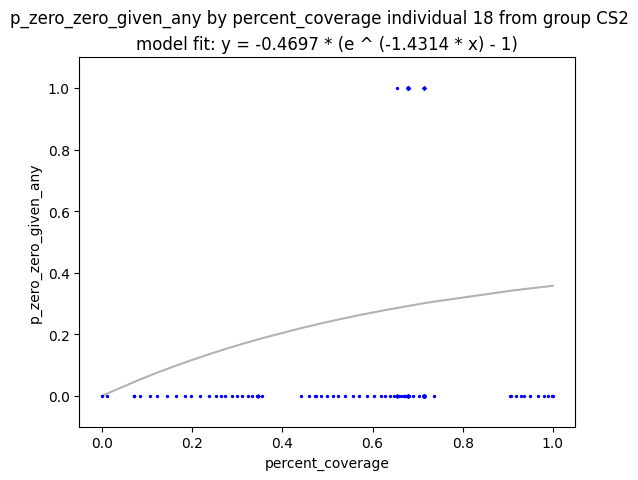 p_zero_zero_given_any by percent_coverage individual 18 from group CS2
model fit: y = -0.4697 * (e ^ (-1.4314 * x) - 1)
1.0
0.8
0.6
0.4
0.2
0.0
p_zero_zero_given_any
0.0 0.2 0.4 0.6 0.8 1.0
percent_coverage